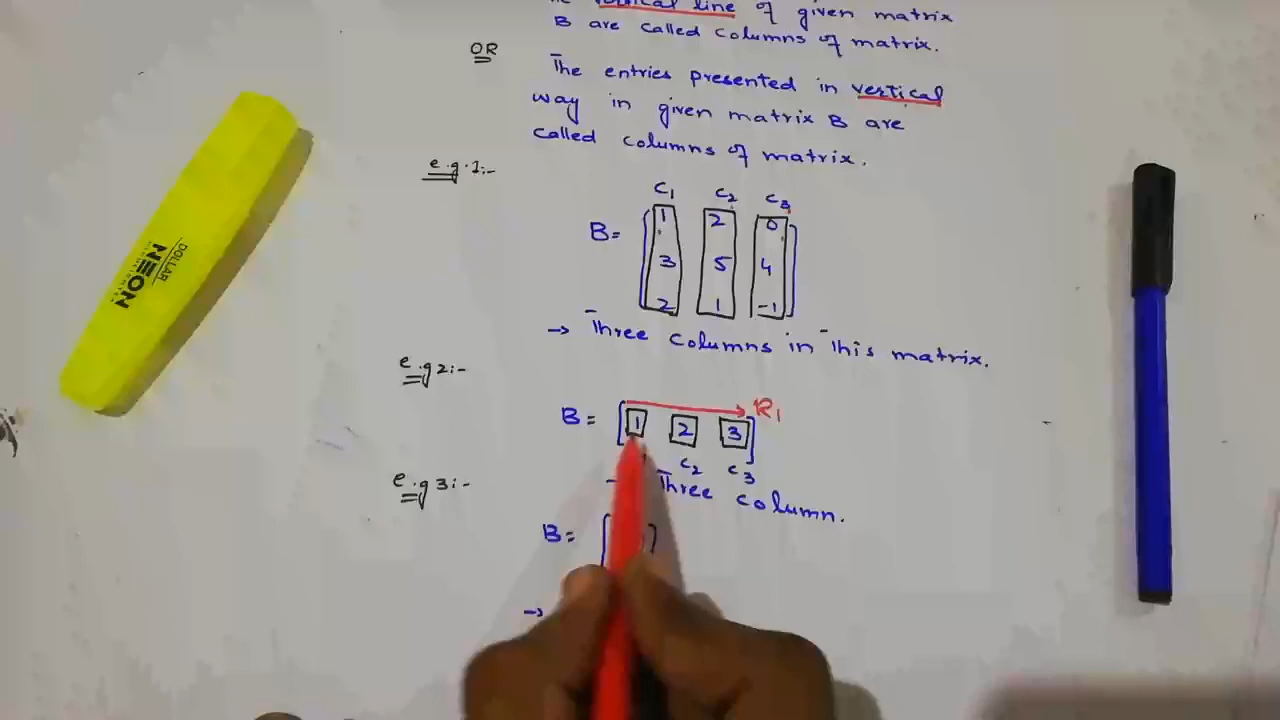 vertical line of given matrix
B are called columns of matrix.
OR
The entries presented in vertical
way in given matrix B are
called columns of matrix.
e.g.1:-
C1 C2 C3
B= [1 2 0
3 5 4
2 1 -1]
→ Three columns in This matrix.
e.g2:-
B= [1 2 3] R1
C2 C3
Three column.
e.g3:-
B= [ ]
→
DOLLAR
NEON